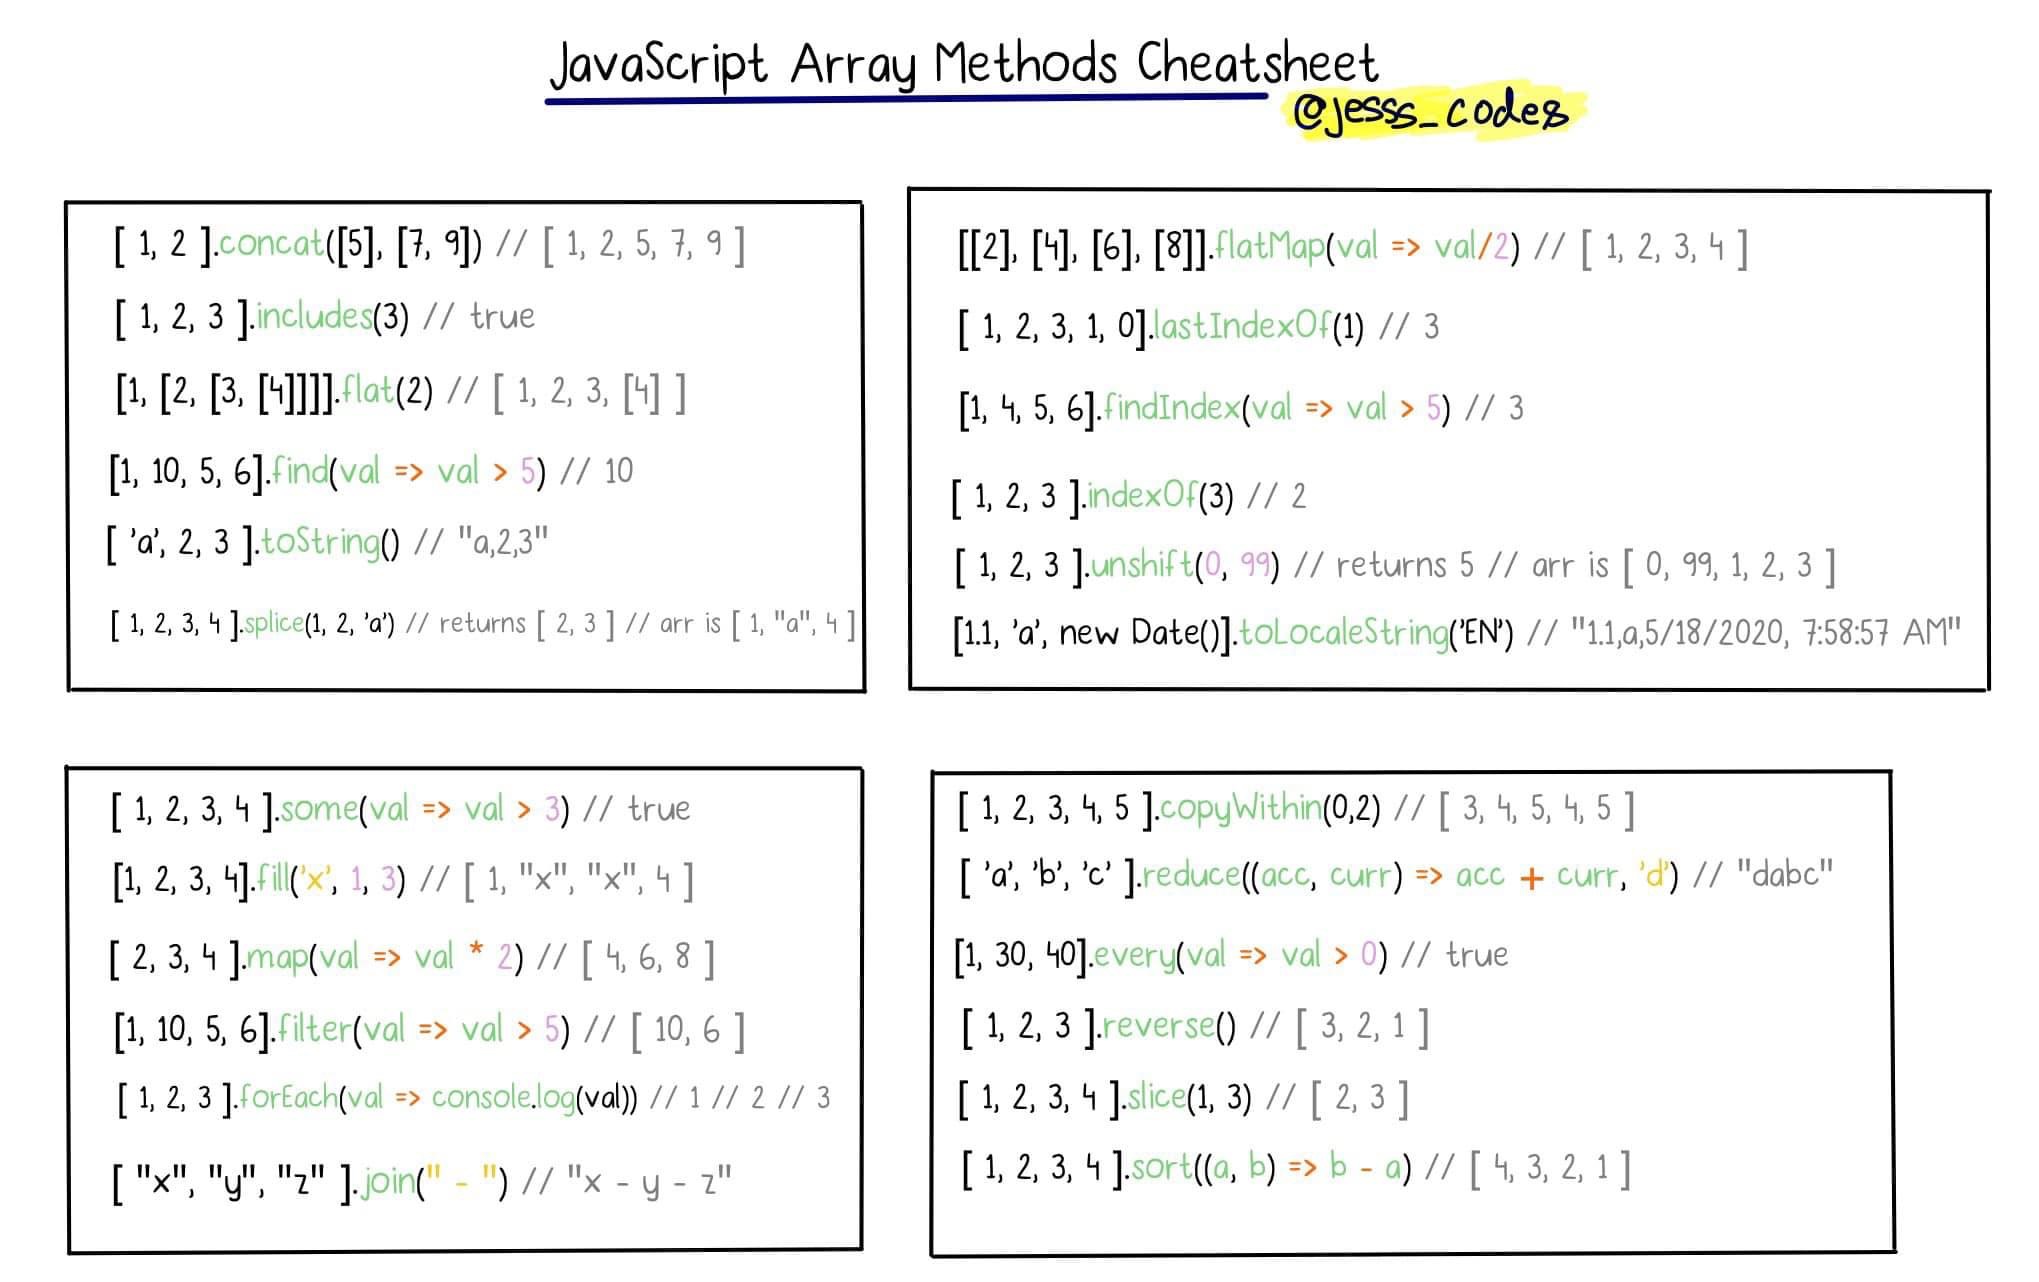 JavaScript Array Methods Cheatsheet
@jesss_codes
[ 1, 2 ].concat([5], [7, 9]) // [ 1, 2, 5, 7, 9 ]
[ 1, 2, 3 ].includes(3) // true
[1, [2, [3, [4]]]].flat(2) // [ 1, 2, 3, [4] ]
[1, 10, 5, 6].find(val => val > 5) // 10
[ 'a', 2, 3 ].toString() // "a,2,3"
[ 1, 2, 3, 4 ].splice(1, 2, 'a') // returns [ 2, 3 ] // arr is [ 1, "a", 4 ]
[[2], [4], [6], [8]].flatMap(val => val/2) // [ 1, 2, 3, 4 ]
[ 1, 2, 3, 1, 0].lastIndexOf(1) // 3
[1, 4, 5, 6].findIndex(val => val > 5) // 3
[ 1, 2, 3 ].indexOf(3) // 2
[ 1, 2, 3 ].unshift(0, 99) // returns 5 // arr is [ 0, 99, 1, 2, 3 ]
[1.1, 'a', new Date()].toLocaleString('EN') // "1.1,a,5/18/2020, 7:58:57 AM"
[ 1, 2, 3, 4 ].some(val => val > 3) // true
[1, 2, 3, 4].fill('x', 1, 3) // [ 1, "x", "x", 4 ]
[ 2, 3, 4 ].map(val => val * 2) // [ 4, 6, 8 ]
[1, 10, 5, 6].filter(val => val > 5) // [ 10, 6 ]
[ 1, 2, 3 ].forEach(val => console.log(val)) // 1 // 2 // 3
[ "x", "y", "z" ].join(" - ") // "x - y - z"
[ 1, 2, 3, 4, 5 ].copyWithin(0,2) // [ 3, 4, 5, 4, 5 ]
[ 'a', 'b', 'c' ].reduce((acc, curr) => acc + curr, 'd') // "dabc"
[1, 30, 40].every(val => val > 0) // true
[ 1, 2, 3 ].reverse() // [ 3, 2, 1 ]
[ 1, 2, 3, 4 ].slice(1, 3) // [ 2, 3 ]
[ 1, 2, 3, 4 ].sort((a, b) => b - a) // [ 4, 3, 2, 1 ]